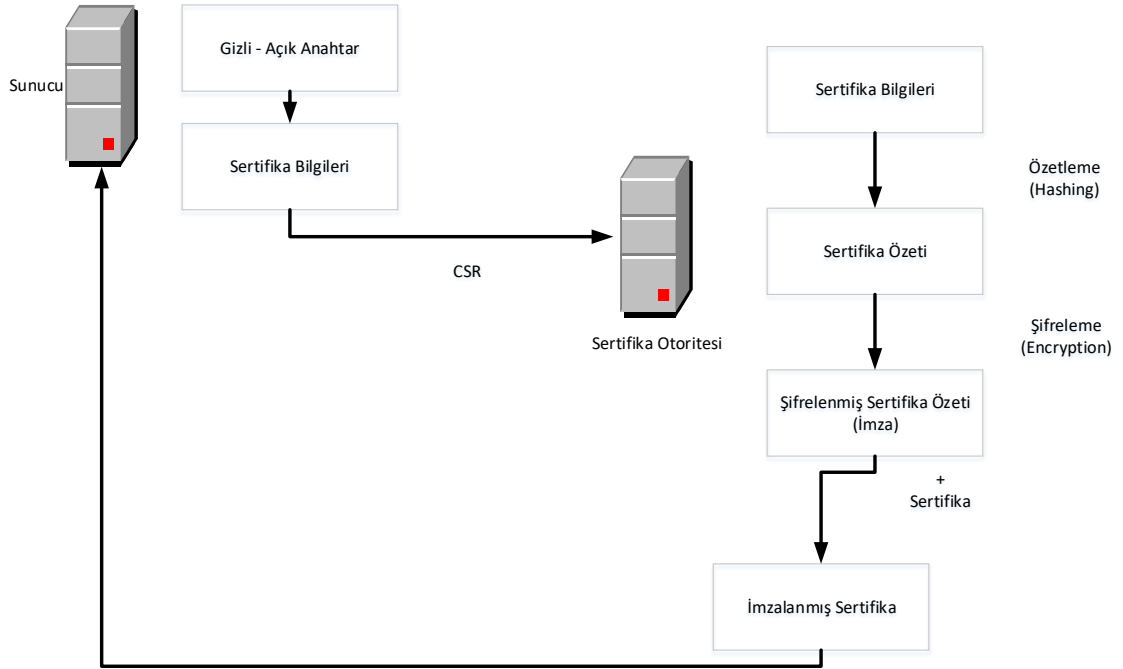 Sunucu
Gizli - Açık Anahtar
Sertifika Bilgileri
CSR
Sertifika Otoritesi
Sertifika Bilgileri
Özetleme
(Hashing)
Sertifika Özeti
Şifreleme
(Encryption)
Şifrelenmiş Sertifika Özeti
(İmza)
+
Sertifika
İmzalanmış Sertifika